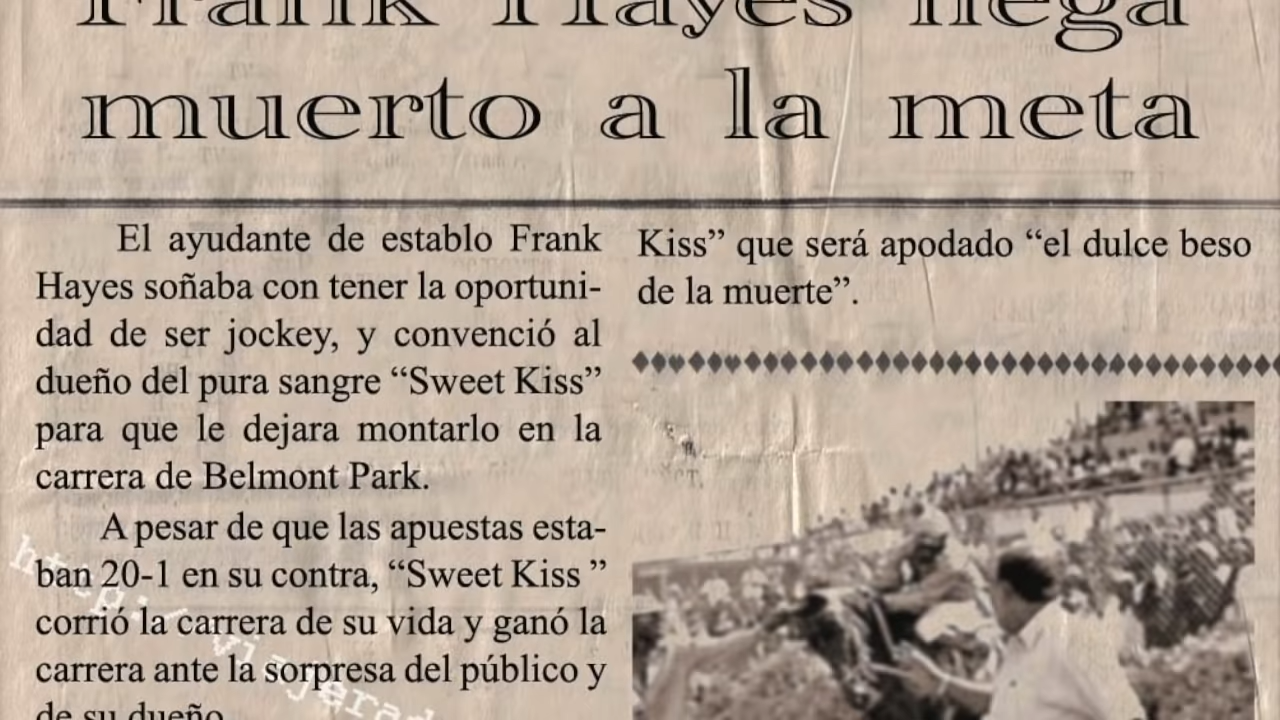 Frank Hayes llega
muerto a la meta
El ayudante de establo Frank
Hayes soñaba con tener la oportuni-
dad de ser jockey, y convenció al
dueño del pura sangre “Sweet Kiss”
para que le dejara montarlo en la
carrera de Belmont Park.
A pesar de que las apuestas esta-
ban 20-1 en su contra, “Sweet Kiss ”
corrió la carrera de su vida y ganó la
carrera ante la sorpresa del público y
de su dueño
Kiss” que será apodado “el dulce beso
de la muerte”.